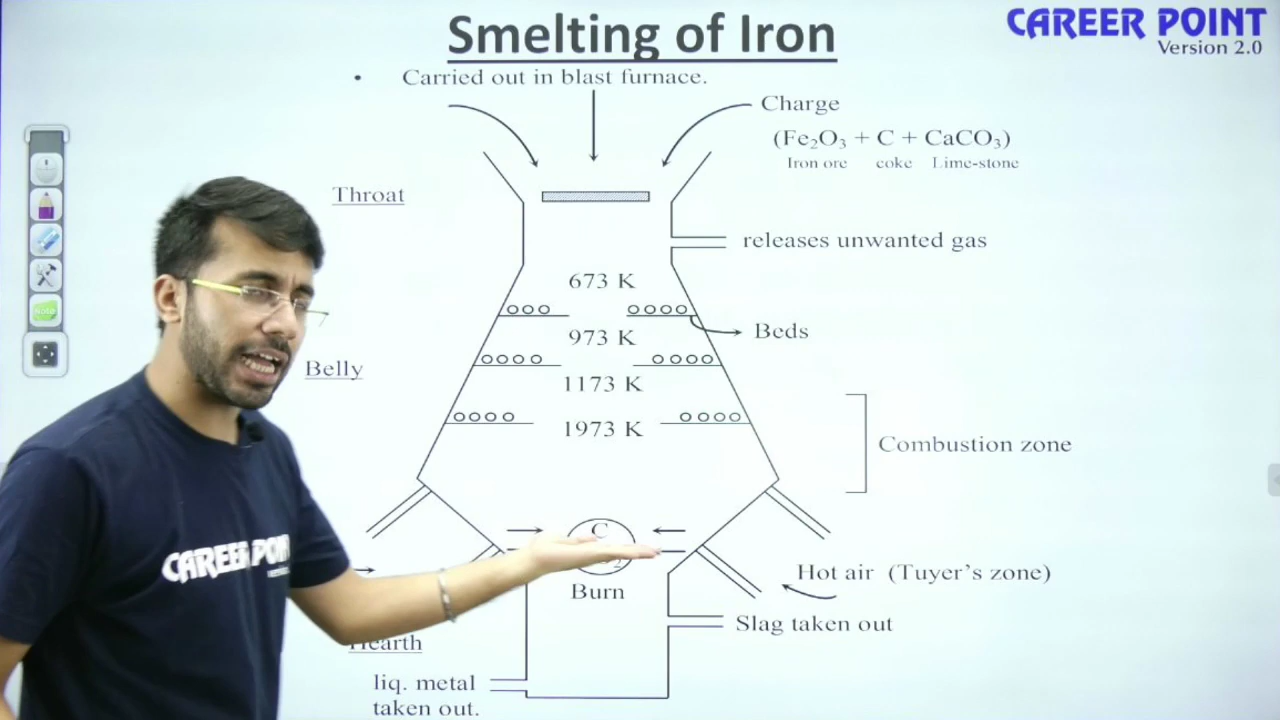 Smelting of Iron
CAREER POINT
Version 2.0
• Carried out in blast furnace.
Charge
(Fe₂O₃ + C + CaCO₃)
Iron ore coke Lime-stone
Throat
releases unwanted gas
673 K
Beds
973 K
Belly
1173 K
1973 K
Combustion zone
C
Burn
Hot air (Tuyer's zone)
Slag taken out
Hearth
liq. metal
taken out.
CAREER POINT